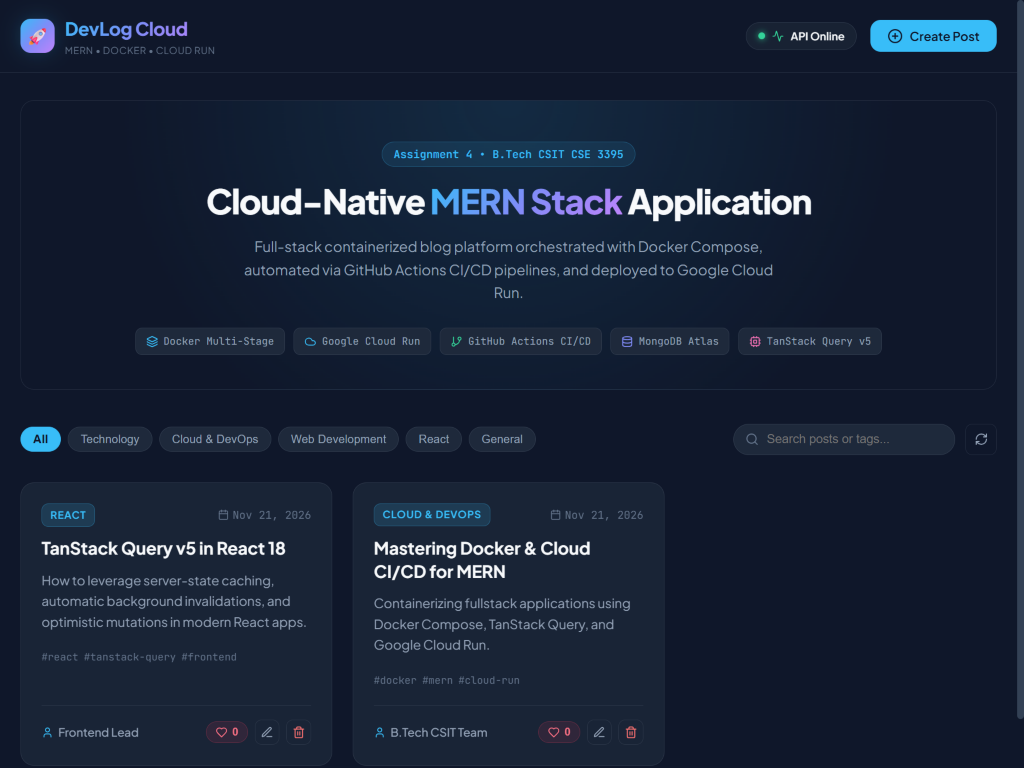 DevLog Cloud
MERN • DOCKER • CLOUD RUN
API Online
Create Post
Assignment 4 • B.Tech CSIT CSE 3395
Cloud-Native MERN Stack Application
Full-stack containerized blog platform orchestrated with Docker Compose,
automated via GitHub Actions CI/CD pipelines, and deployed to Google Cloud
Run.
Docker Multi-Stage
Google Cloud Run
GitHub Actions CI/CD
MongoDB Atlas
TanStack Query v5
All
Technology
Cloud & DevOps
Web Development
React
General
Search posts or tags...
REACT
Nov 21, 2026
TanStack Query v5 in React 18
How to leverage server-state caching,
automatic background invalidations, and
optimistic mutations in modern React apps.
#react #tanstack-query #frontend
Frontend Lead
0
CLOUD & DEVOPS
Nov 21, 2026
Mastering Docker & Cloud
CI/CD for MERN
Containerizing fullstack applications using
Docker Compose, TanStack Query, and
Google Cloud Run.
#docker #mern #cloud-run
B.Tech CSIT Team
0